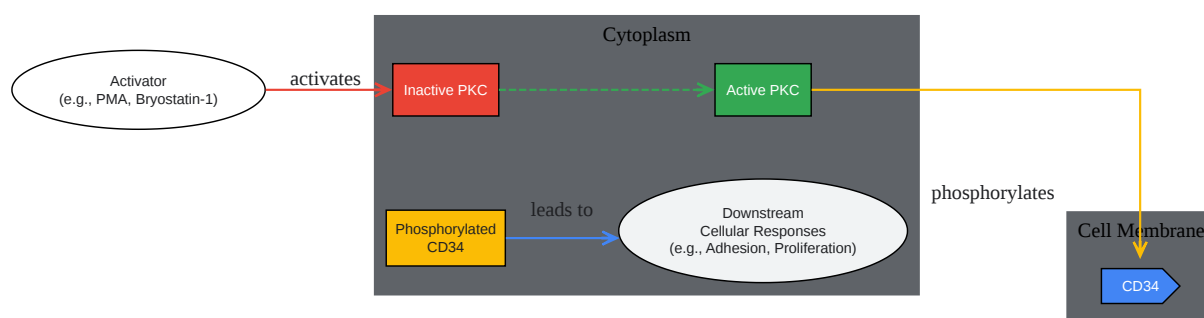 Cytoplasm
Activator
(e.g., PMA, Bryostatin-1)
activates
Inactive PKC
Active PKC
phosphorylates
Phosphorylated
CD34
leads to
Downstream
Cellular Responses
(e.g., Adhesion, Proliferation)
Cell Membrane
CD34